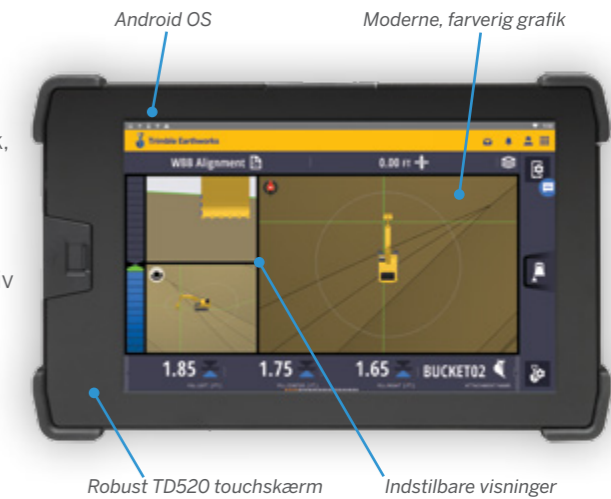 Android OS
Moderne, farverig grafik
Trimble Earthworks
WBB Alignment
0.00 ft
1.85
1.75
1.65
BUCKET02
Robust TD520 touchskærm
Indstilbare visninger